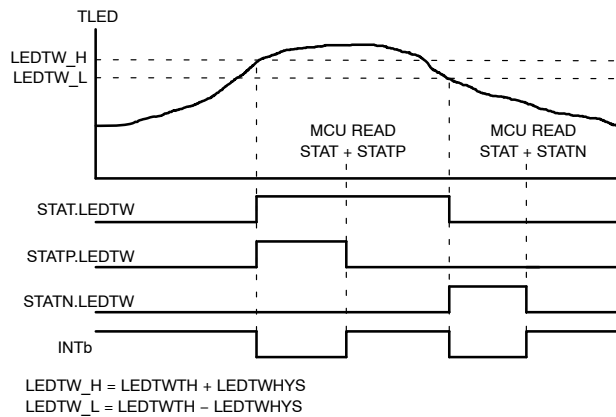 TLED
LEDTW_H
LEDTW_L
MCU READ
STAT + STATP
MCU READ
STAT + STATN
STAT.LEDTW
STATP.LEDTW
STATN.LEDTW
INTb
LEDTW_H = LEDTWTH + LEDTWHYS
LEDTW_L = LEDTWTH − LEDTWHYS